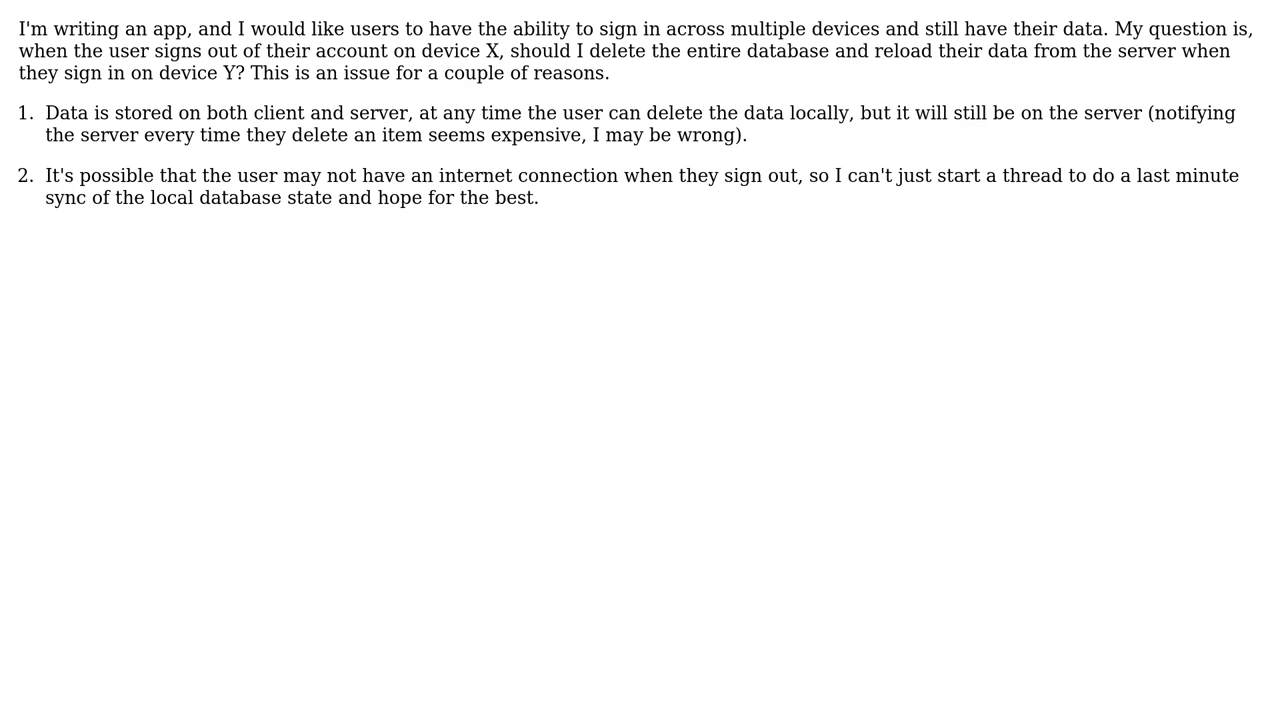 I'm writing an app, and I would like users to have the ability to sign in across multiple devices and still have their data. My question is,
when the user signs out of their account on device X, should I delete the entire database and reload their data from the server when
they sign in on device Y? This is an issue for a couple of reasons.
1. Data is stored on both client and server, at any time the user can delete the data locally, but it will still be on the server (notifying
the server every time they delete an item seems expensive, I may be wrong).
2. It's possible that the user may not have an internet connection when they sign out, so I can't just start a thread to do a last minute
sync of the local database state and hope for the best.